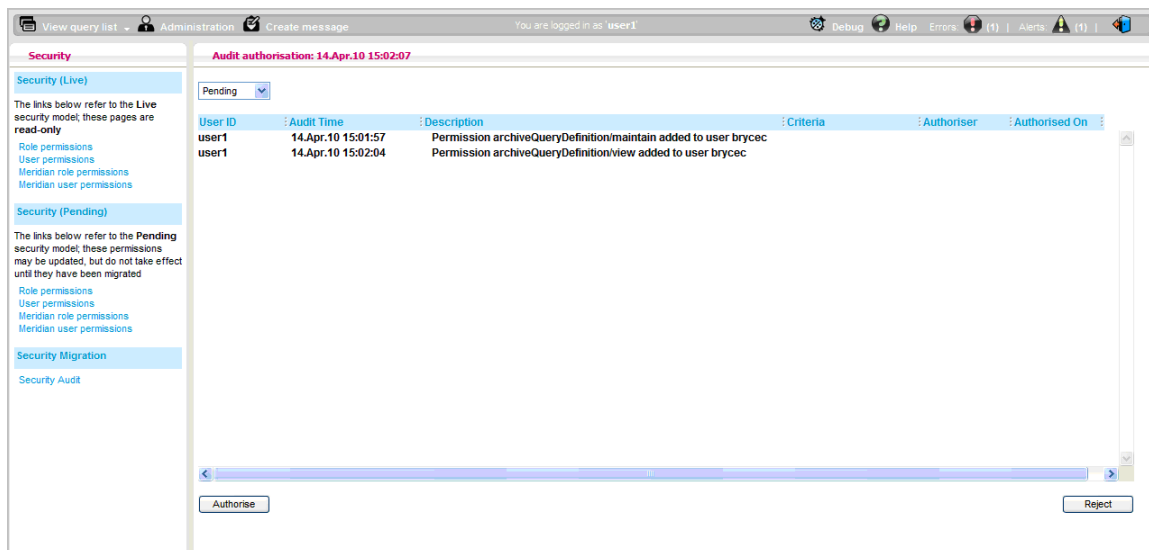 View query list Administration Create message You are logged in as 'user1' Debug Help Errors: (1) | Alerts: (1) |
Security
Audit authorisation: 14.Apr.10 15:02:07
Security (Live)
The links below refer to the Live
security model; these pages are
read-only
Role permissions
User permissions
Meridian role permissions
Meridian user permissions
Security (Pending)
The links below refer to the Pending
security model; these permissions
may be updated, but do not take effect
until they have been migrated
Role permissions
User permissions
Meridian role permissions
Meridian user permissions
Security Migration
Security Audit
Pending
User ID Audit Time Description Criteria Authoriser Authorised On
user1 14.Apr.10 15:01:57 Permission archiveQueryDefinition/maintain added to user brycec
user1 14.Apr.10 15:02:04 Permission archiveQueryDefinition/view added to user brycec
Authorise Reject